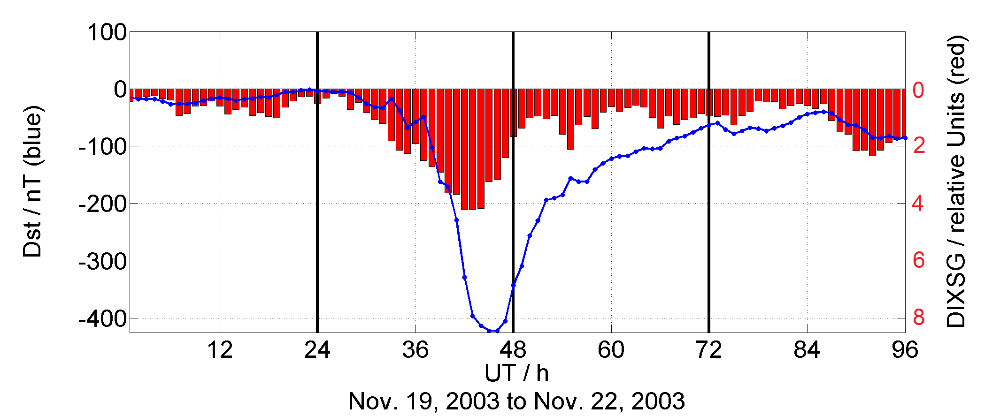 Dst / nT (blue)
100
0
-100
-200
-300
-400
0
2
4
6
8
DIXSG / relative Units (red)
12 24 36 48 60 72 84 96
UT / h
Nov. 19, 2003 to Nov. 22, 2003